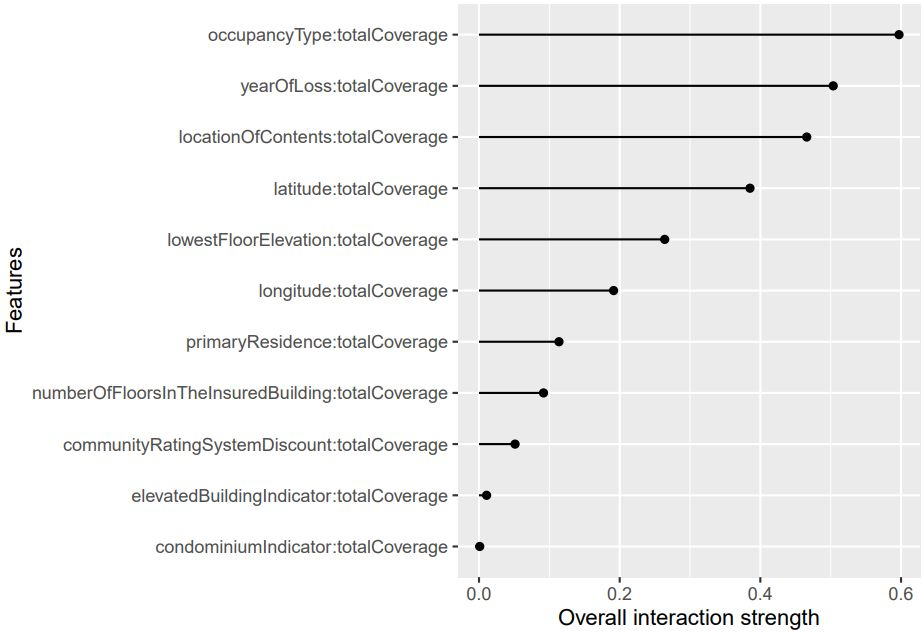 occupancyType:totalCoverage
yearOfLoss:totalCoverage
locationOfContents:totalCoverage
latitude:totalCoverage
lowestFloorElevation:totalCoverage
longitude:totalCoverage
primaryResidence:totalCoverage
numberOfFloorsInTheInsuredBuilding:totalCoverage
communityRatingSystemDiscount:totalCoverage
elevatedBuildingIndicator:totalCoverage
condominiumIndicator:totalCoverage
Features
0.0 0.2 0.4 0.6
Overall interaction strength